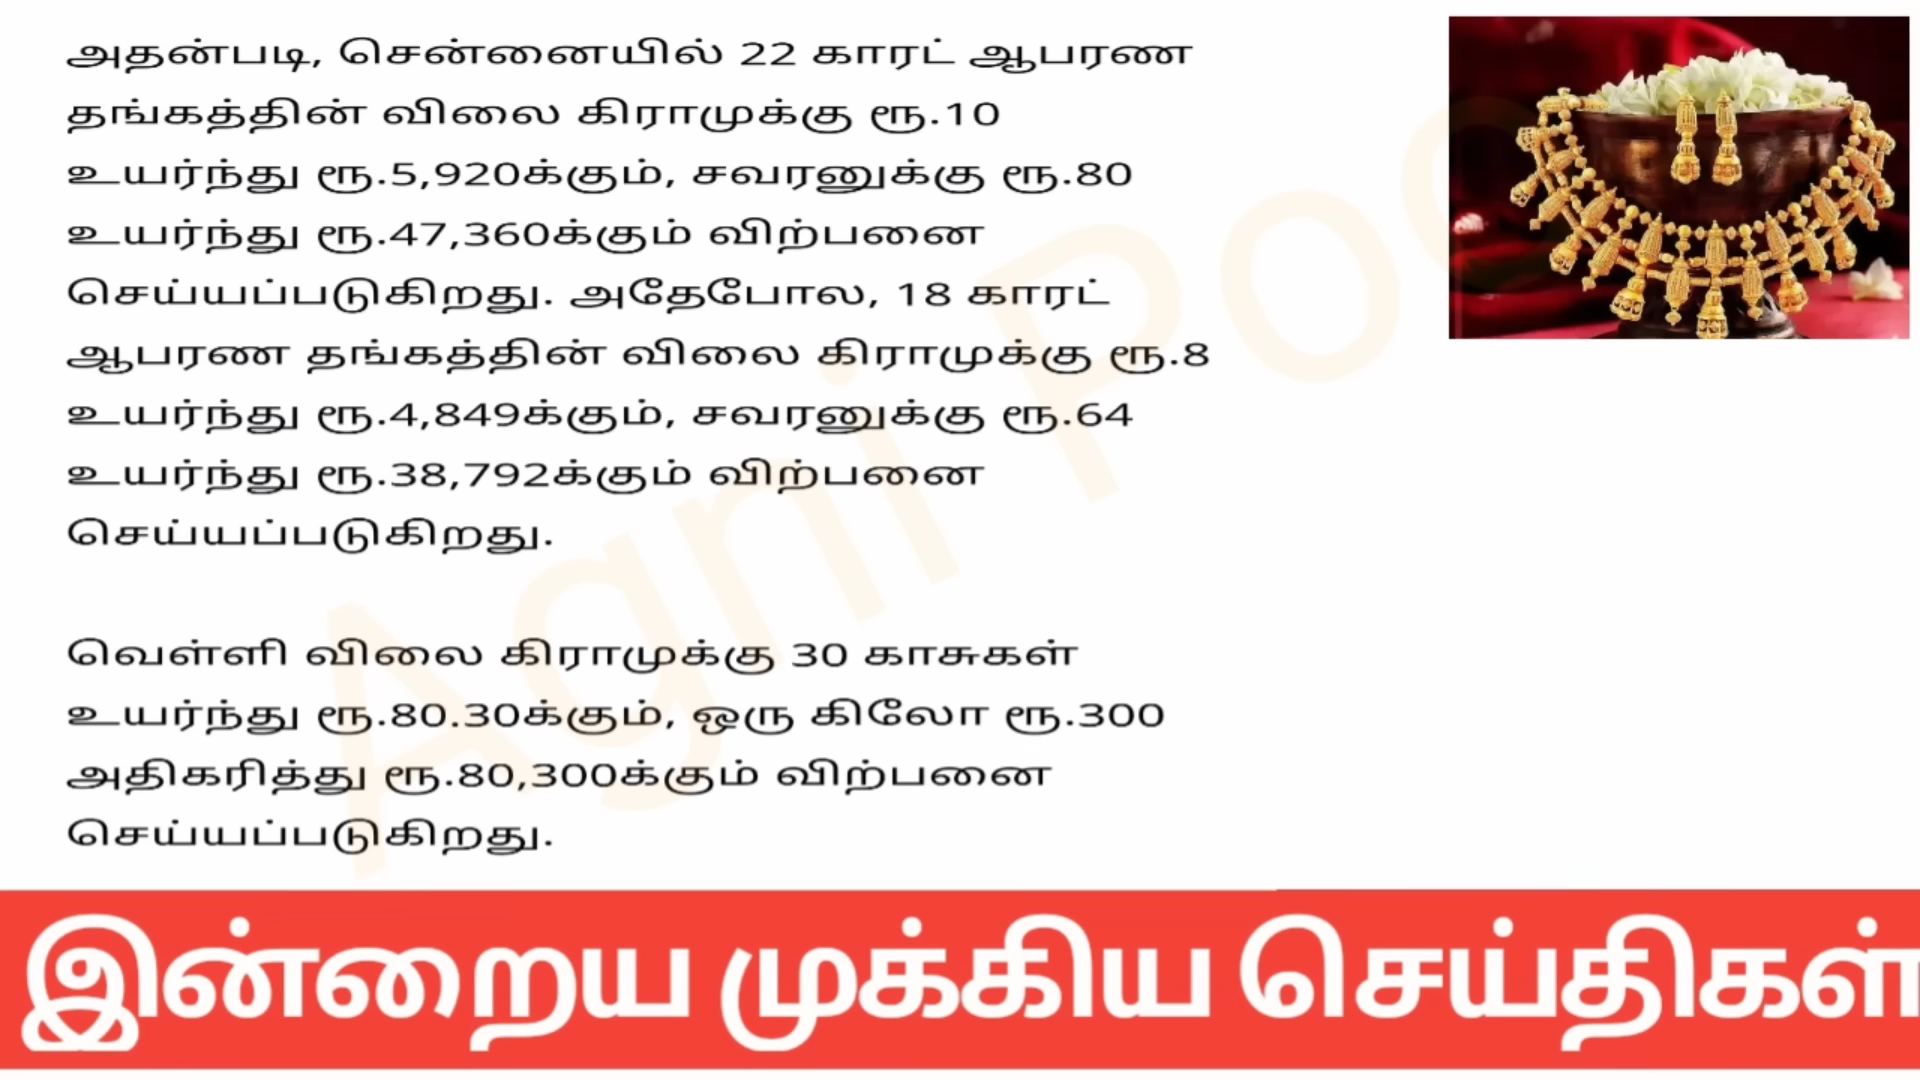 அதன்படி, சென்னையில் 22 காரட் ஆபரண
தங்கத்தின் விலை கிராமுக்கு ரூ.10
உயர்ந்து ரூ.5,920க்கும், சவரனுக்கு ரூ.80
உயர்ந்து ரூ.47,360க்கும் விற்பனை
செய்யப்படுகிறது. அதேபோல, 18 காரட்
ஆபரண தங்கத்தின் விலை கிராமுக்கு ரூ.8
உயர்ந்து ரூ.4,849க்கும், சவரனுக்கு ரூ.64
உயர்ந்து ரூ.38,792க்கும் விற்பனை
செய்யப்படுகிறது.
வெள்ளி விலை கிராமுக்கு 30 காசுகள்
உயர்ந்து ரூ.80.30க்கும், ஒரு கிலோ ரூ.300
அதிகரித்து ரூ.80,300க்கும் விற்பனை
செய்யப்படுகிறது.
இன்றைய முக்கிய செய்திகள்
Agni